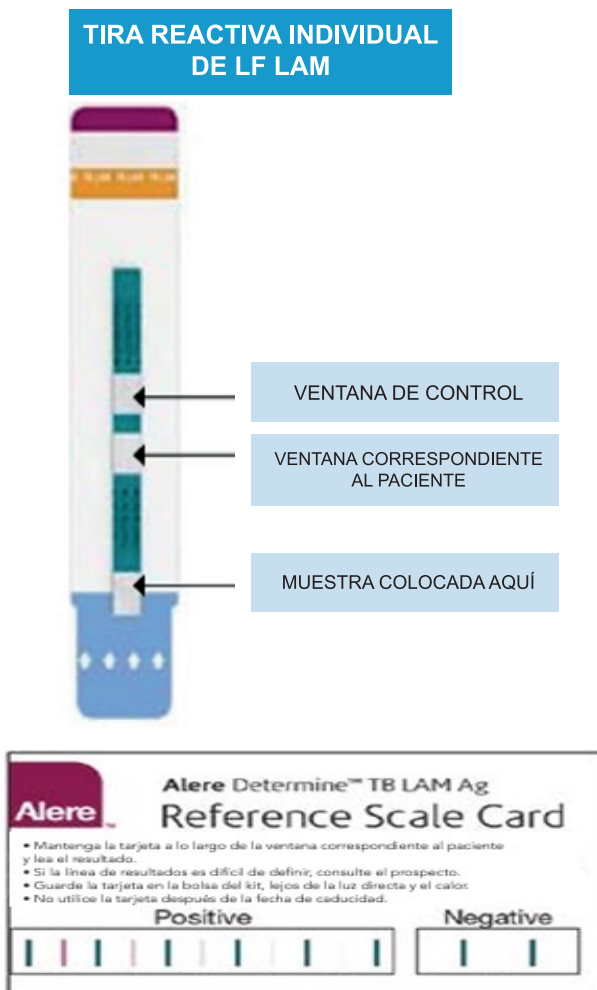 TIRA REACTIVA INDIVIDUAL
DE LF LAM
VENTANA DE CONTROL
VENTANA CORRESPONDIENTE
AL PACIENTE
MUESTRA COLOCADA AQUÍ
Alere™
Alere Determine™ TB LAM Ag
Reference Scale Card
• Mantenga la tarjeta a lo largo de la ventana correspondiente al paciente
y lea el resultado.
• Si la línea de resultados es difícil de definir, consulte el prospecto.
• Guarde la tarjeta en la bolsa del kit, lejos de la luz directa y el calor.
• No utilice la tarjeta después de la fecha de caducidad.
Positive
Negative